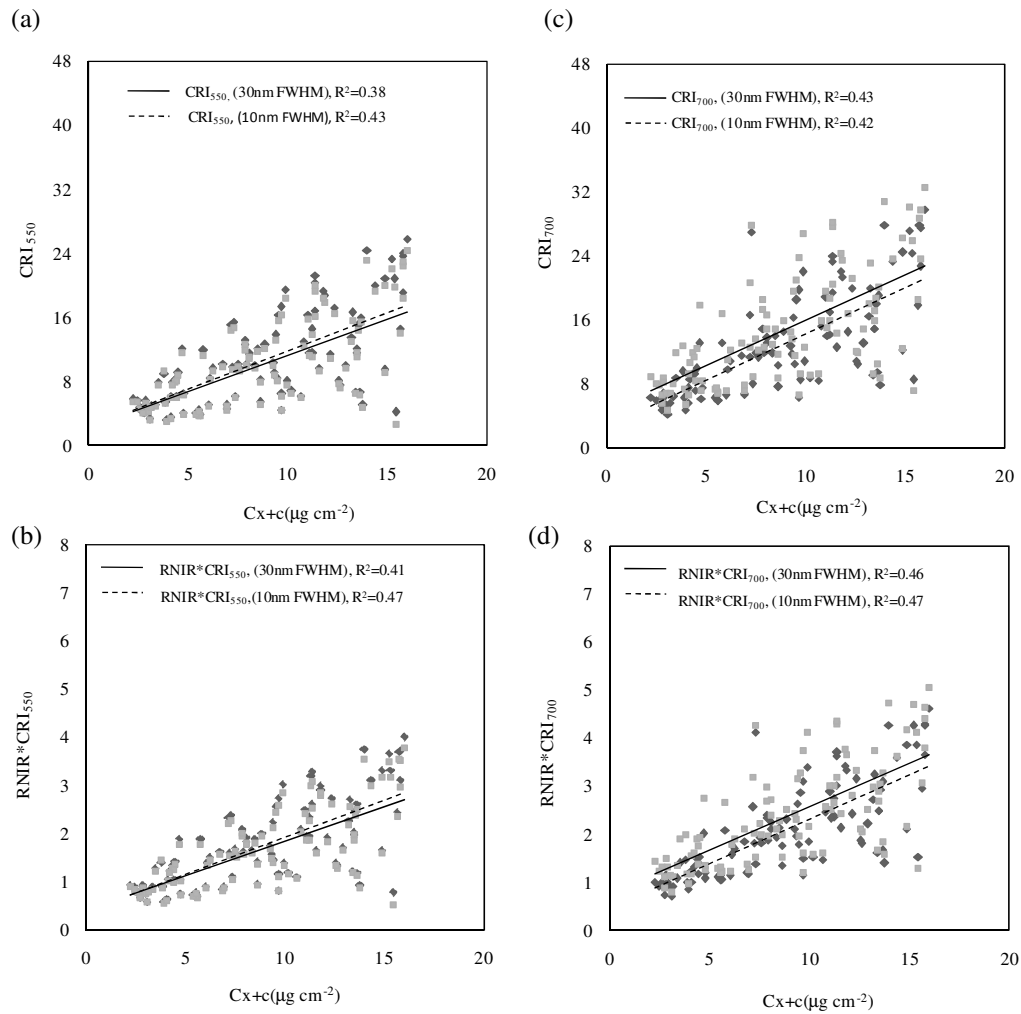 (a)
48
40
32
24
16
8
0
CRI550
CRI550, (30nm FWHM), R²=0.38
CRI550, (10nm FWHM), R²=0.43
0 5 10 15 20
Cx+c(µg cm-2)
(b)
8
7
6
5
4
3
2
1
0
RNIR*CRI550
RNIR*CRI550, (30nm FWHM), R²=0.41
RNIR*CRI550,(10nm FWHM), R²=0.47
0 5 10 15 20
Cx+c(µg cm-2)
(c)
48
40
32
24
16
8
0
CRI700
CRI700, (30nm FWHM), R²=0.43
CRI700, (10nm FWHM), R²=0.42
0 5 10 15 20
Cx+c(µg cm-2)
(d)
8
7
6
5
4
3
2
1
0
RNIR*CRI700
RNIR*CRI700, (30nm FWHM), R²=0.46
RNIR*CRI700, (10nm FWHM), R²=0.47
0 5 10 15 20
Cx+c(µg cm-2)